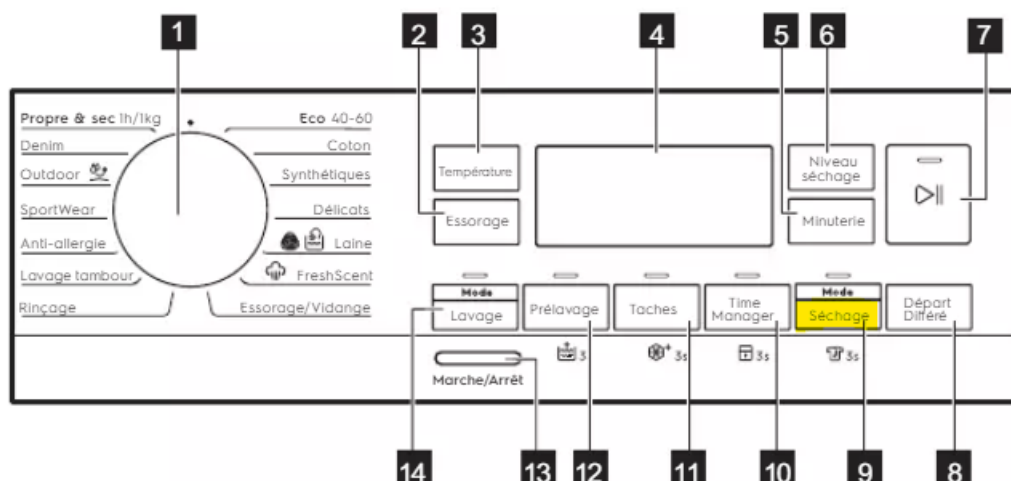 1
2
3
4
5
6
7
Propre & sec 1h/1kg
Denim
Outdoor
SportWear
Anti-allergie
Lavage tambour
Rinçage
Eco 40-60
Coton
Synthétiques
Délicats
Laine
FreshScent
Essorage/Vidange
Température
Essorage
Niveau
séchage
Minuterie
Mode
Lavage
Prélavage
Taches
Time
Manager
Mode
Séchage
Départ
Différé
3
3s
3s
3s
Marche/Arrêt
14
13
12
11
10
9
8